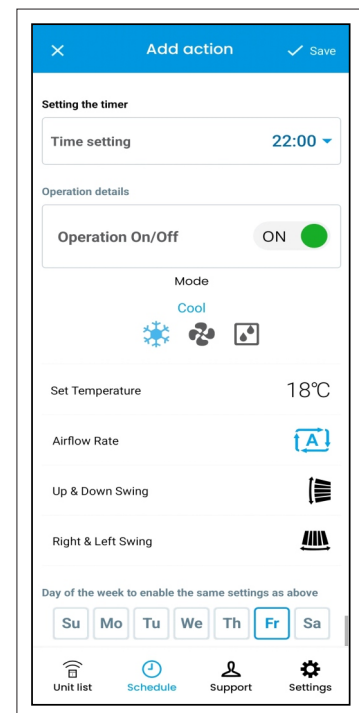 Add action
Save
Setting the timer
Time setting 22:00
Operation details
Operation On/Off ON
Mode
Cool
Set Temperature 18℃
Airflow Rate A
Up & Down Swing
Right & Left Swing
Day of the week to enable the same settings as above
Su Mo Tu We Th Fr Sa
Unit list Schedule Support Settings